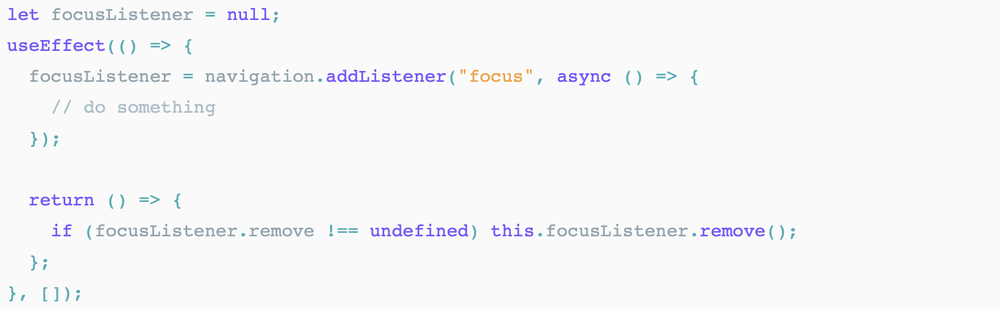 let focusListener = null;
useEffect(() => {
  focusListener = navigation.addListener("focus", async () => {
    // do something
  });

  return () => {
    if (focusListener.remove !== undefined) this.focusListener.remove();
  };
}, []);